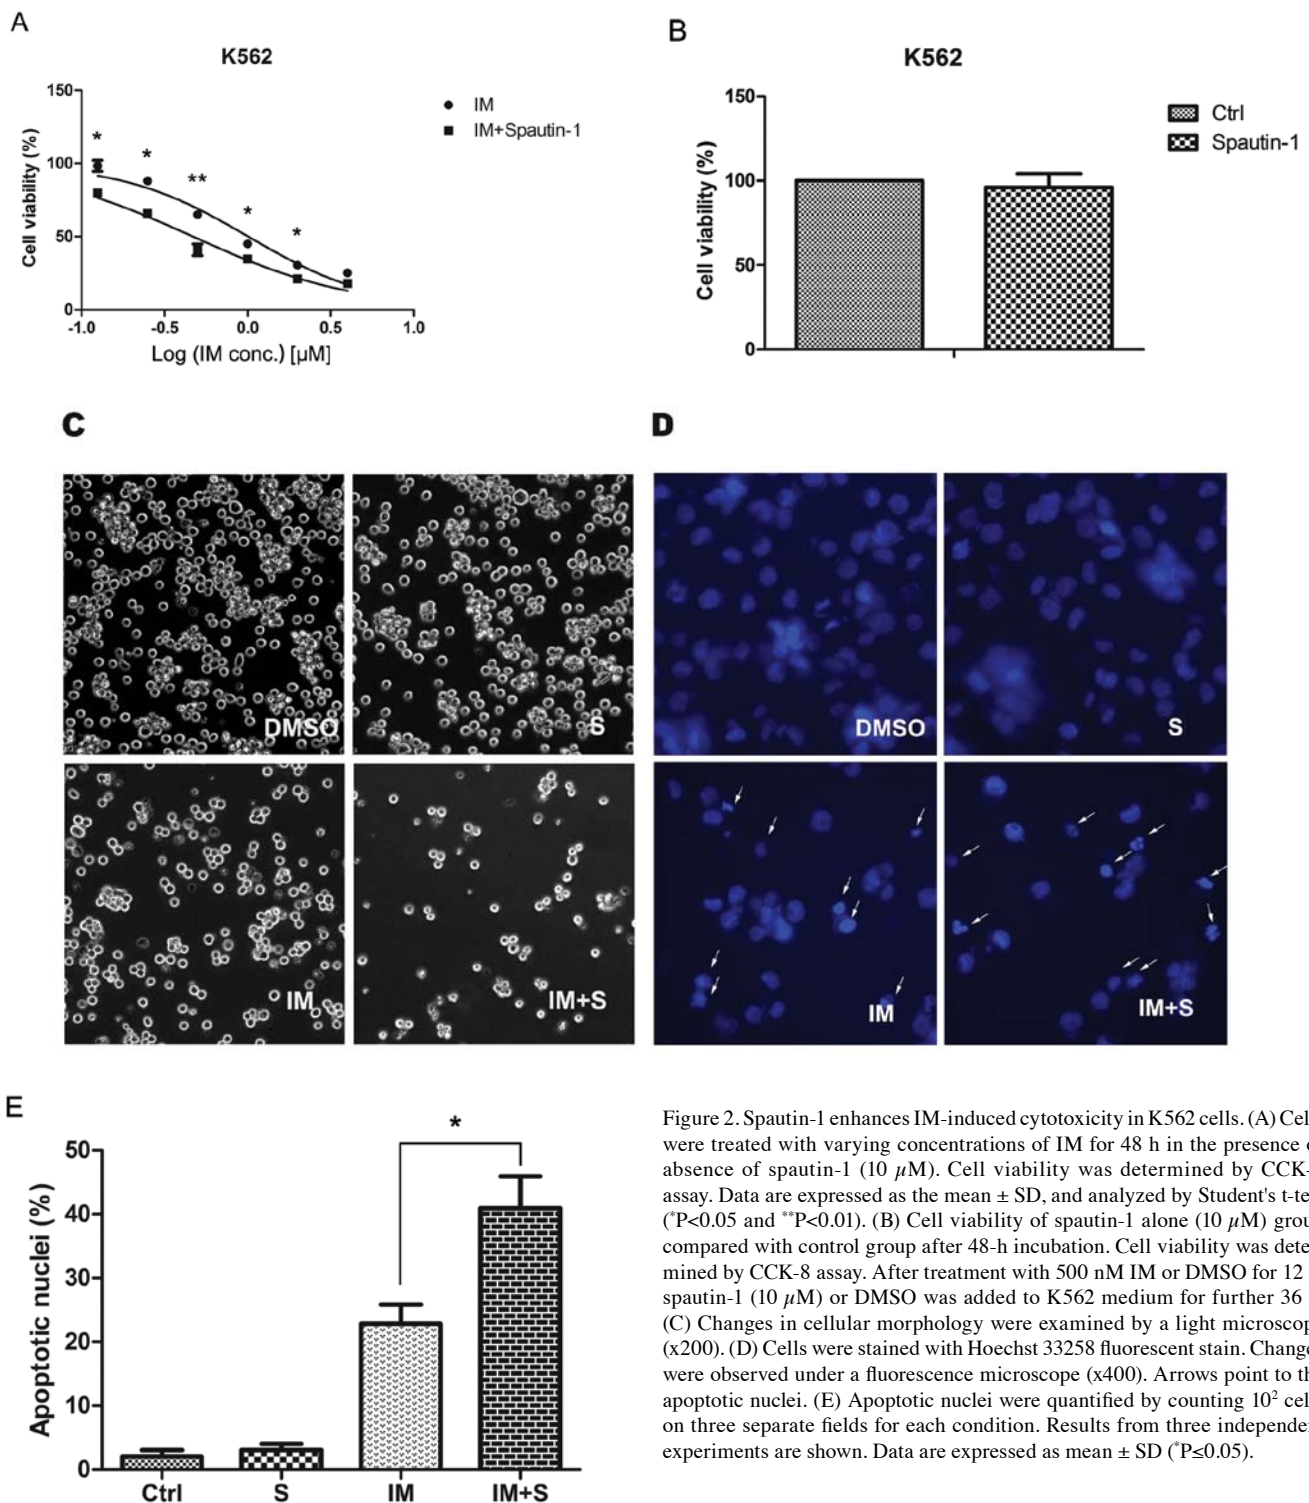 A
K562
150
100
50
0
-1.0
-0.5
0.0
0.5
1.0
Cell viability (%)
Log (IM conc.) [µM]
*
*
**
*
*
IM
IM+Spautin-1
B
K562
150
100
50
0
Cell viability (%)
Ctrl
Spautin-1
C
DMSO
S
IM
IM+S
D
DMSO
S
IM
IM+S
E
50
40
30
20
10
0
Apoptotic nuclei (%)
*
Ctrl
S
IM
IM+S
Figure 2. Spautin-1 enhances IM-induced cytotoxicity in K562 cells. (A) Cell
were treated with varying concentrations of IM for 48 h in the presence
absence of spautin-1 (10 µM). Cell viability was determined by CCK-
assay. Data are expressed as the mean ± SD, and analyzed by Student's t-te
(*P<0.05 and **P<0.01). (B) Cell viability of spautin-1 alone (10 µM) grou
compared with control group after 48-h incubation. Cell viability was deter
mined by CCK-8 assay. After treatment with 500 nM IM or DMSO for 12
spautin-1 (10 µM) or DMSO was added to K562 medium for further 36
(C) Changes in cellular morphology were examined by a light microscop
(x200). (D) Cells were stained with Hoechst 33258 fluorescent stain. Change
were observed under a fluorescence microscope (x400). Arrows point to th
apoptotic nuclei. (E) Apoptotic nuclei were quantified by counting 10² cell
on three separate fields for each condition. Results from three independen
experiments are shown. Data are expressed as mean ± SD (*P≤0.05).